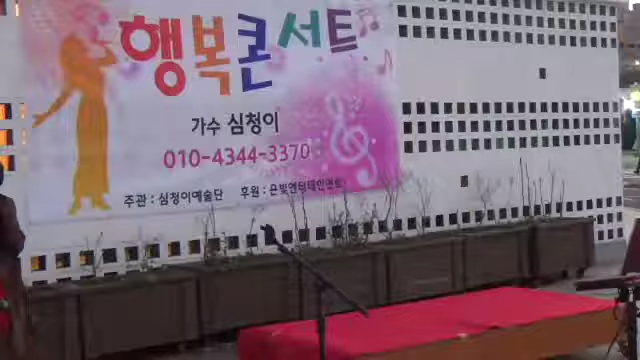 행복콘서트
가수 심청이
010-4344-3370
주관 : 심청이예술단 후원 : 은빛엔터테인멘트